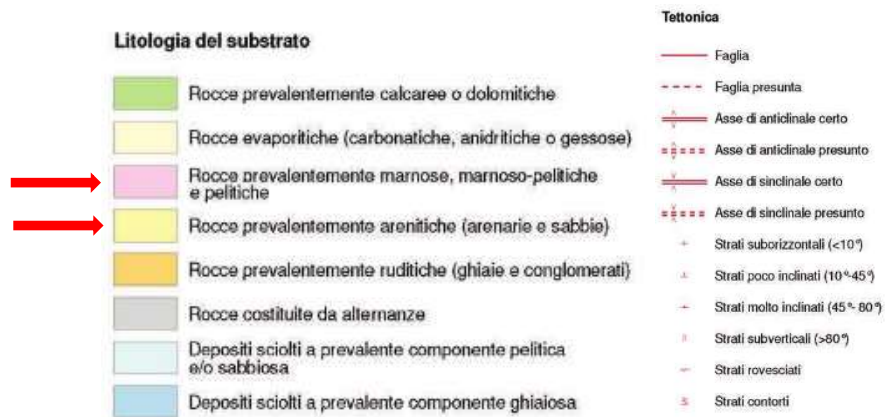 Litologia del substrato
Rocce prevalentemente calcaree o dolomitiche
Rocce evaporitiche (carbonatiche, anidritiche o gessose)
Rocce prevalentemente marnose, marnoso-pelitiche
e pelitiche
Rocce prevalentemente arenitiche (arenarie e sabbie)
Rocce prevalentemente ruditiche (ghiaie e conglomerati)
Rocce costituite da alternanze
Depositi sciolti a prevalente componente pelitica
e/o sabbiosa
Depositi sciolti a prevalente componente ghiaiosa
Tettonica
Faglia
Faglia presunta
Asse di anticlinale certo
Asse di anticlinale presunto
Asse di sinclinale certo
Asse di sinclinale presunto
Strati suborizzontali (<10°)
Strati poco inclinati (10°-45°)
Strati molto inclinati (45°- 80°)
Strati subverticali (>80°)
Strati rovesciati
Strati contorti